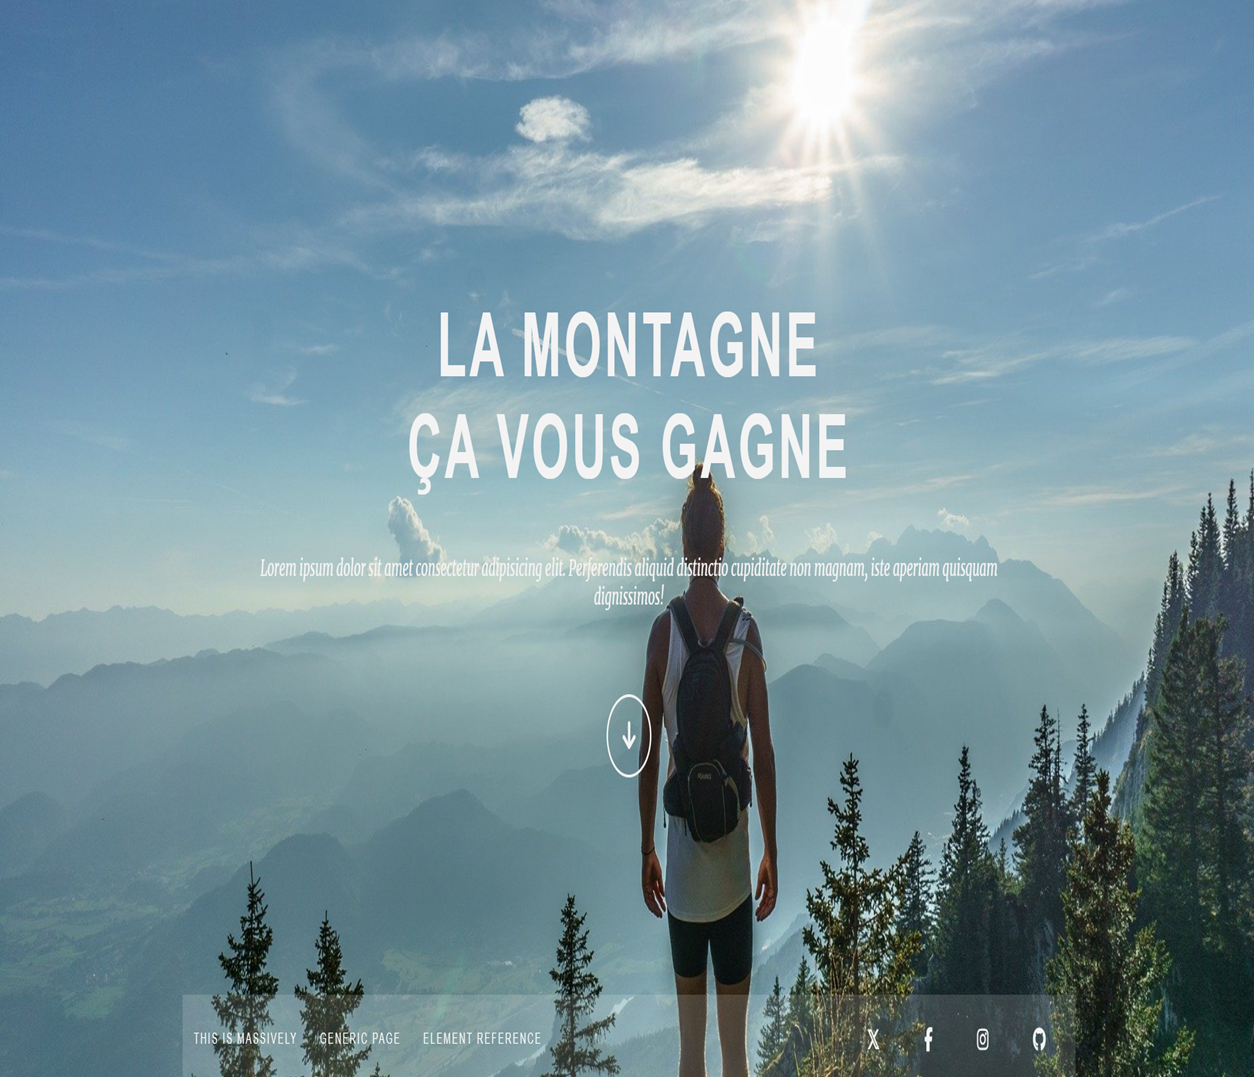 LA MONTAGNE
ÇA VOUS GAGNE
Lorem ipsum dolor sit amet consectetur adipisicing elit. Perferendis aliquid distinctio cupiditate non magnam, iste aperiam quisquam
dignissimos!
THIS IS MASSIVELY GENERIC PAGE ELEMENT REFERENCE